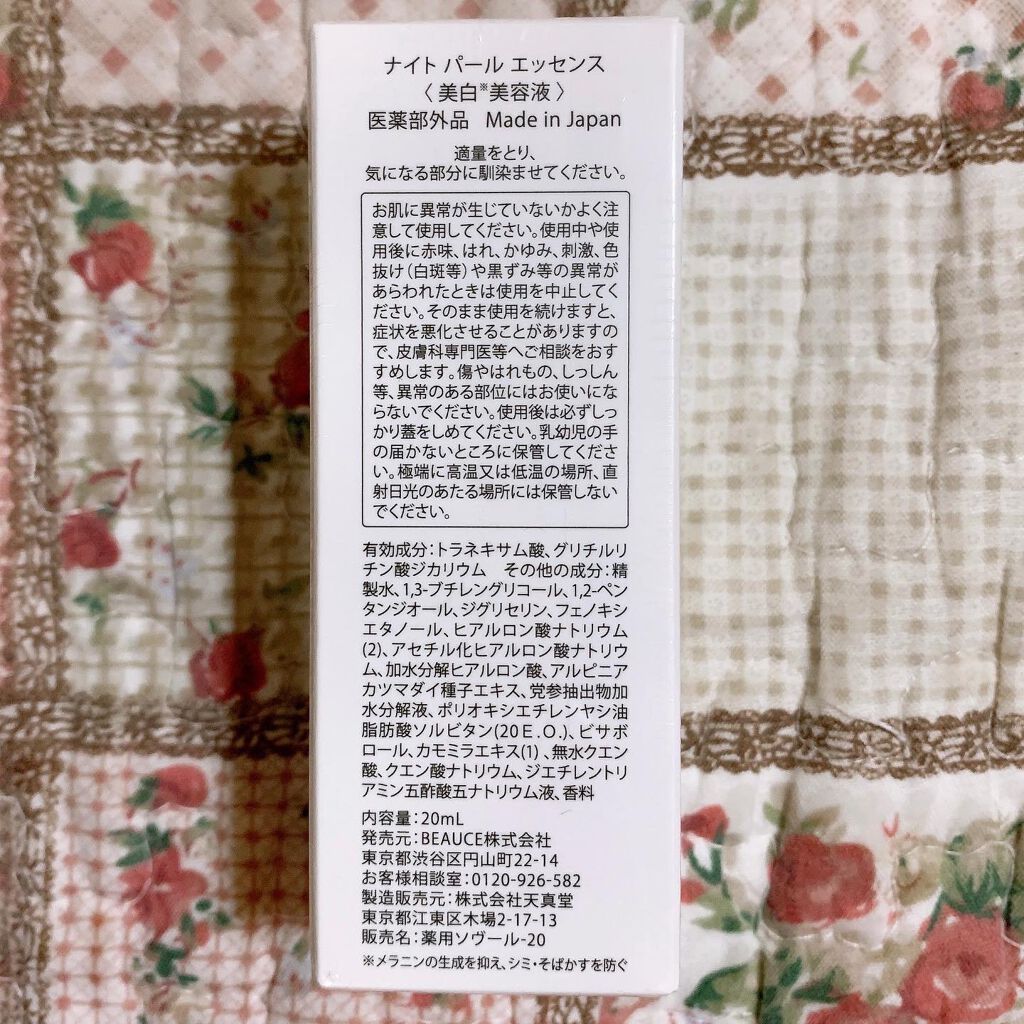 ナイト パール エッセンス
〈 美白※美容液 〉
医薬部外品 Made in Japan
適量をとり、
気になる部分に馴染ませてください。
お肌に異常が生じていないかよく注
意して使用してください。使用中や使
用後に赤味、はれ、かゆみ、刺激、色
抜け(白斑等)や黒ずみ等の異常が
あらわれたときは使用を中止してく
ださい。そのまま使用を続けますと、
症状を悪化させることがありますの
で、皮膚科専門医等へご相談をおす
すめします。傷やはれもの、しっしん
等、異常のある部位にはお使いにな
らないでください。使用後は必ずしっ
かり蓋をしめてください。乳幼児の手
の届かないところに保管してくださ
い。極端に高温又は低温の場所、直
射日光のあたる場所には保管しない
でください。
有効成分:トラネキサム酸、グリチルリ
チン酸ジカリウム その他の成分:精
製水、1,3-ブチレングリコール、1,2-ペン
タンジオール、ジグリセリン、フェノキシ
エタノール、ヒアルロン酸ナトリウム
(2)、アセチル化ヒアルロン酸ナトリウ
ム、加水分解ヒアルロン酸、アルピニア
カツマダイ種子エキス、党参抽出物加
水分解液、ポリオキシエチレンヤシ油
脂肪酸ソルビタン(20E.O.)、ビサボ
ロール、カモミラエキス(1) 、無水クエン
酸、クエン酸ナトリウム、ジエチレントリ
アミン五酢酸五ナトリウム液、香料
内容量:20mL
発売元:BEAUCE株式会社
東京都渋谷区円山町22-14
お客様相談室:0120-926-582
製造販売元:株式会社天真堂
東京都江東区木場2-17-13
販売名:薬用ソヴール-20
※メラニンの生成を抑え、シミ・そばかすを防ぐ